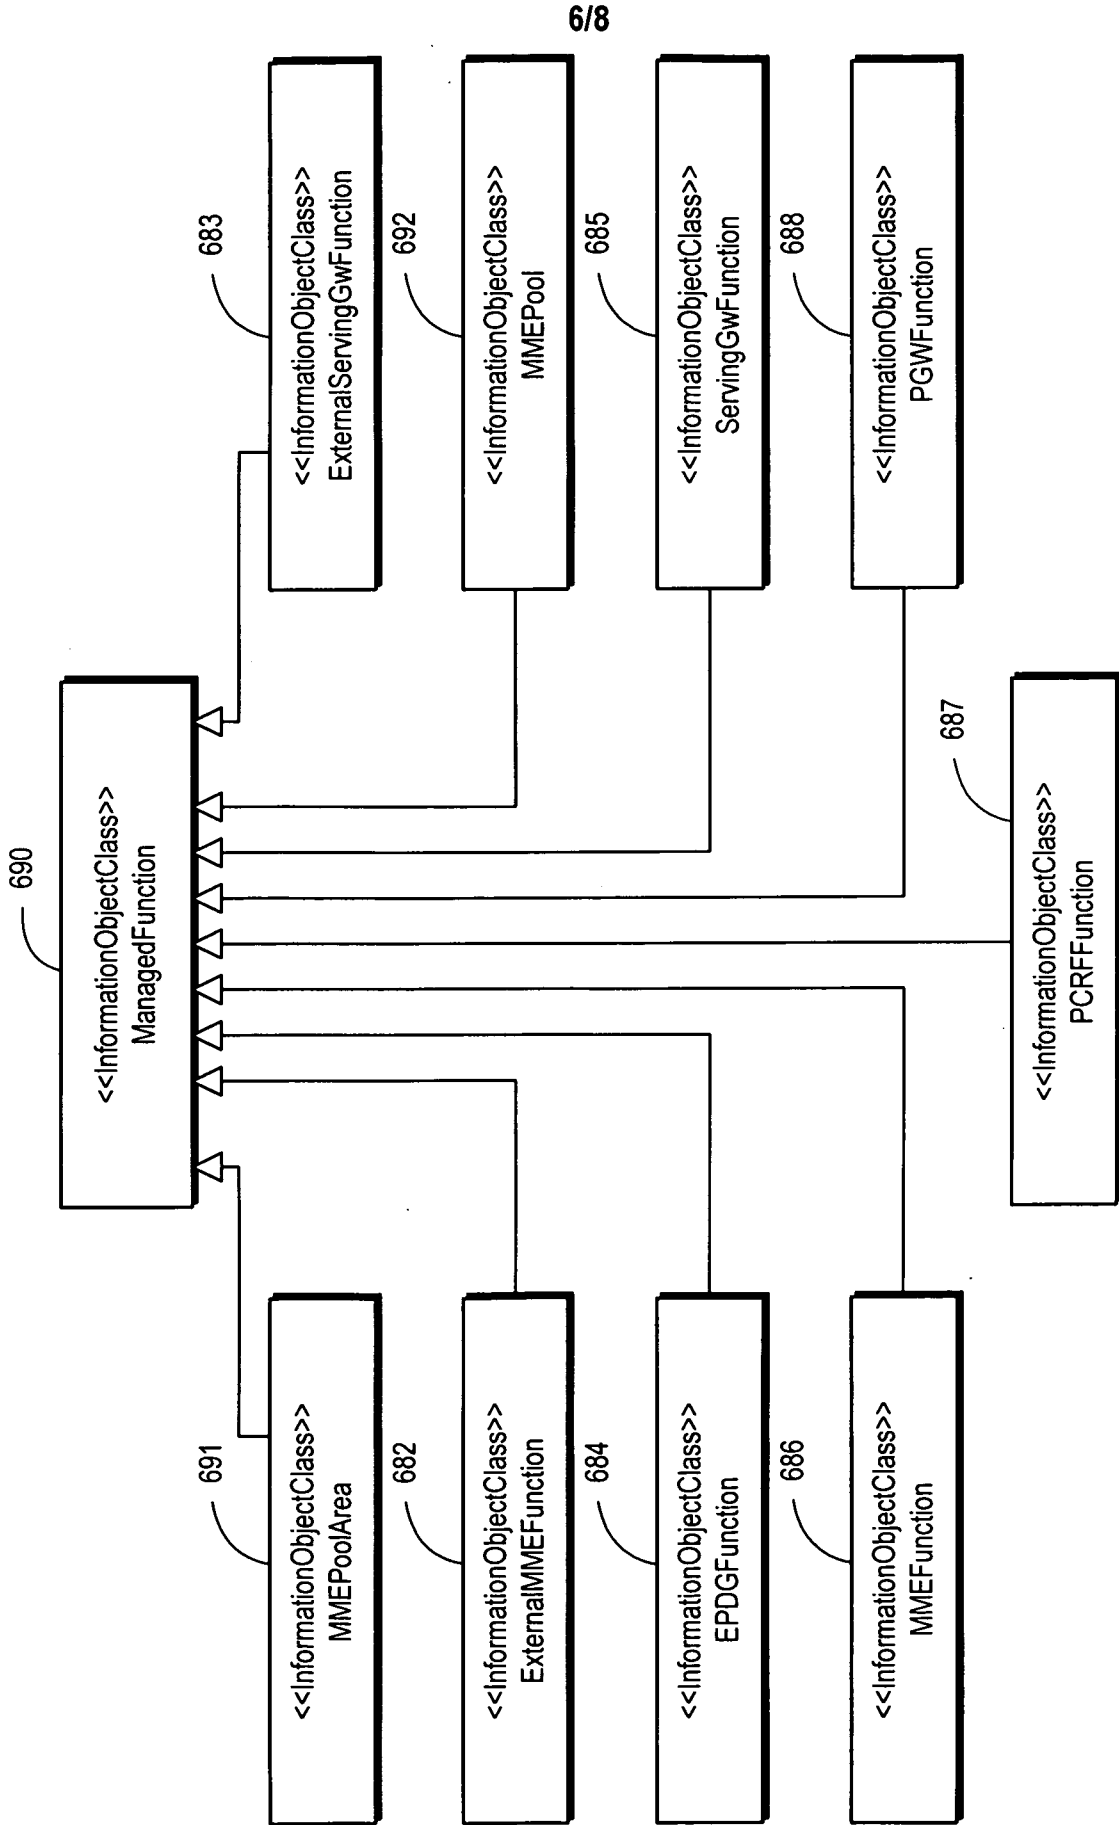 6/8
690
<<InformationObjectClass>>
ManagedFunction
691
<<InformationObjectClass>>
MMEPoolArea
683
<<InformationObjectClass>>
ExternalServingGwFunction
682
<<InformationObjectClass>>
ExternalMMEFunction
692
<<InformationObjectClass>>
MMEPool
684
<<InformationObjectClass>>
EPDGFunction
685
<<InformationObjectClass>>
ServingGwFunction
686
<<InformationObjectClass>>
MMEFunction
688
<<InformationObjectClass>>
PGWFunction
687
<<InformationObjectClass>>
PCRFFunction